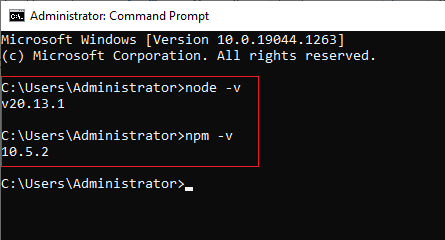 Administrator: Command Prompt
Microsoft Windows [Version 10.0.19044.1263]
(c) Microsoft Corporation. All rights reserved.
C:\Users\Administrator>node -v
v20.13.1
C:\Users\Administrator>npm -v
10.5.2
C:\Users\Administrator>